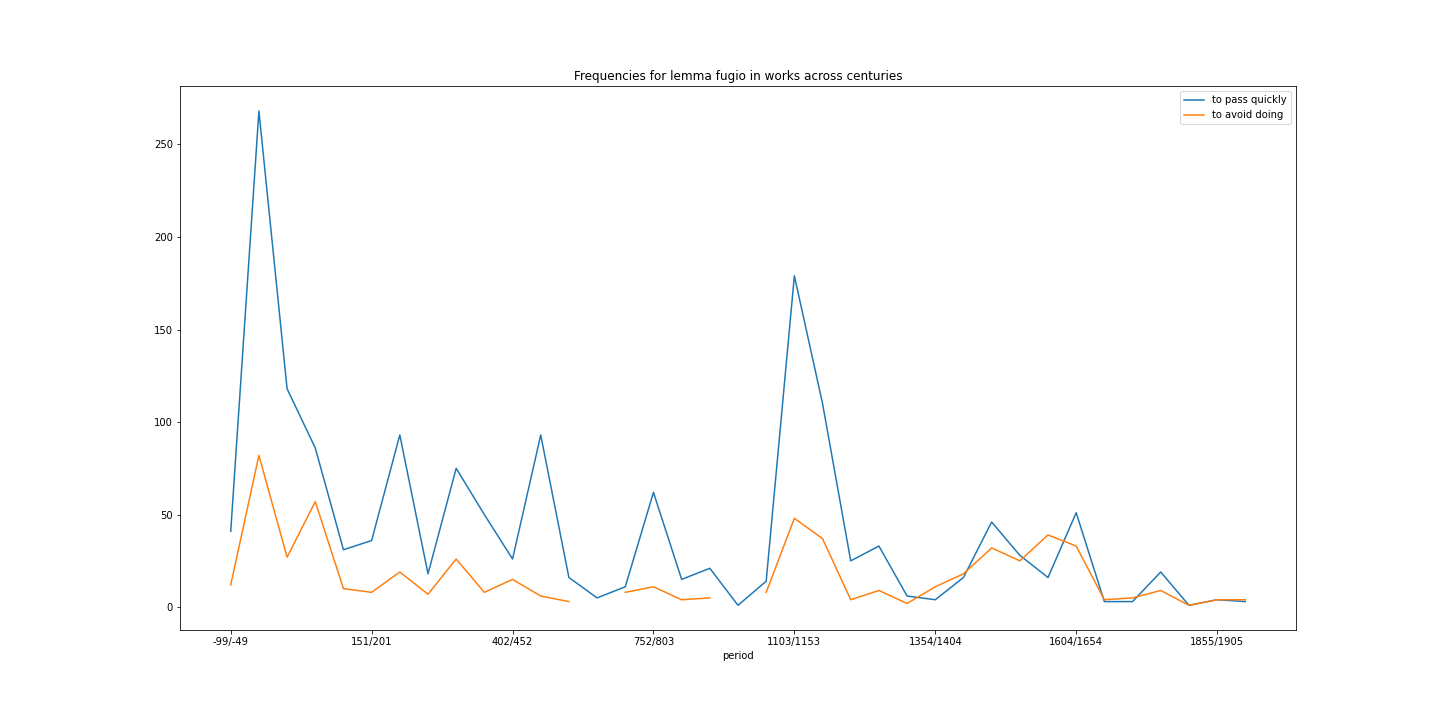 Frequencies for lemma fugio in works across centuries
to pass quickly
to avoid doing
250
200
150
100
50
0
-99/-49 151/201 402/452 752/803 1103/1153 1354/1404 1604/1654 1855/1905
period